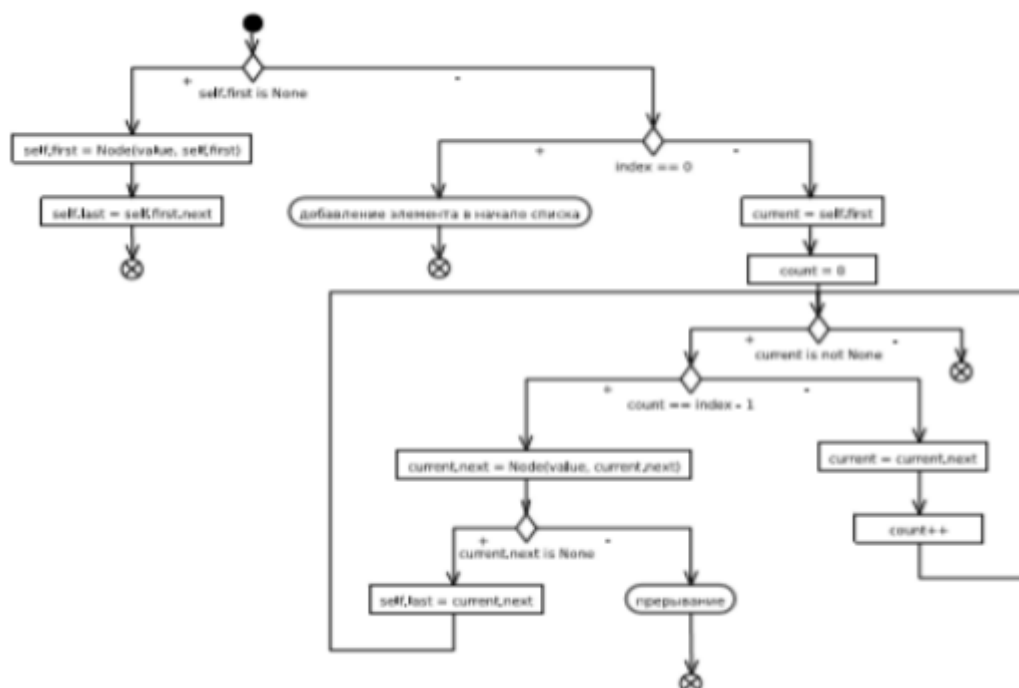 +
-
self.first is None
self.first = Node(value, self.first)
+
-
index == 0
self.last = self.first.next
добавление элемента в начало списка
current = self.first
count = 0
+
-
current is not None
+
-
count == index - 1
current.next = Node(value, current.next)
current = current.next
count++
+
-
current.next is None
self.last = current.next
прерывание